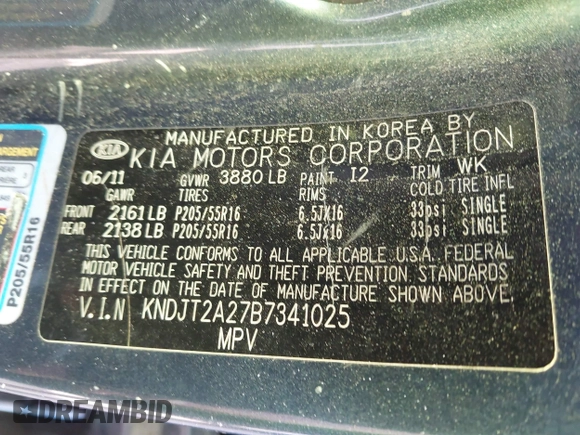 MANUFACTURED IN KOREA BY
KIA KIA MOTORS CORPORATION
06/11 GVWR 3880 LB PAINT I2 TRIM WK
GAWR TIRES RIMS COLD TIRE INFL
FRONT 2161 LB P205/55R16 6.5Jx16 33psi SINGLE
REAR 2138 LB P205/55R16 6.5Jx16 33psi SINGLE
THIS VEHICLE CONFORMS TO ALL APPLICABLE U.S.A. FEDERAL
MOTOR VEHICLE SAFETY AND THEFT PREVENTION STANDARDS
IN EFFECT ON THE DATE OF MANUFACTURE SHOWN ABOVE.
V.I.N KNDJT2A27B7341025
MPV
P205/55R16
DREAMBID